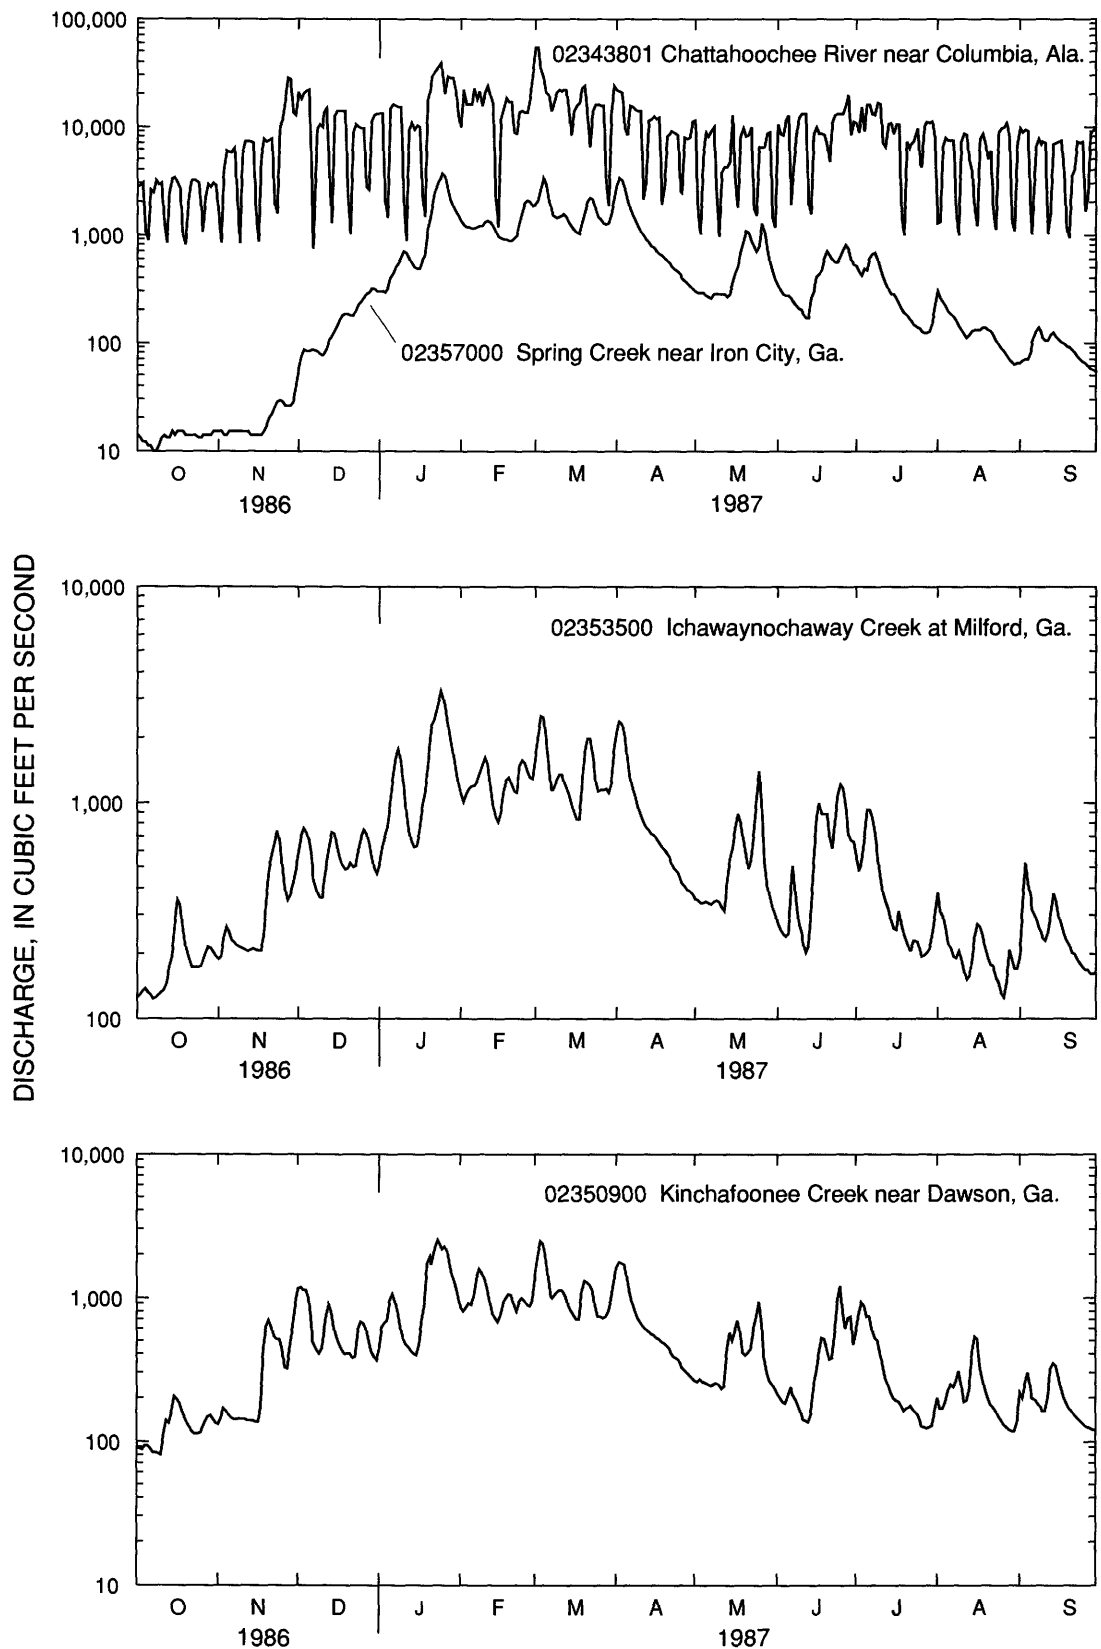 100,000
02343801 Chattahoochee River near Columbia, Ala.
10,000
1,000
100
02357000 Spring Creek near Iron City, Ga.
10
O N D J F M A M J J A S
1986 1987
DISCHARGE, IN CUBIC FEET PER SECOND
10,000
02353500 Ichawaynochaway Creek at Milford, Ga.
1,000
100
O N D J F M A M J J A S
1986 1987
10,000
02350900 Kinchafoonee Creek near Dawson, Ga.
1,000
100
10
O N D J F M A M J J A S
1986 1987